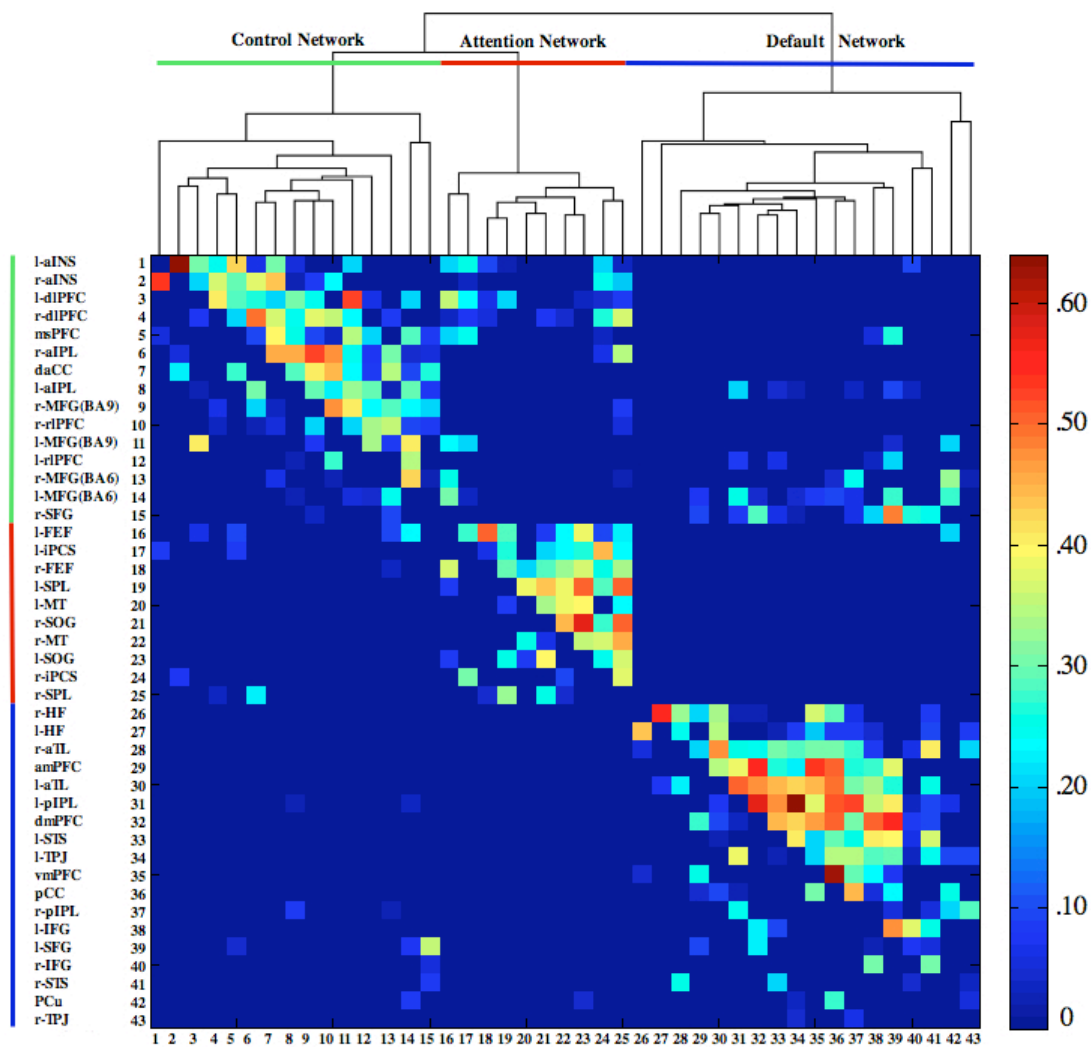 Control Network Attention Network Default Network
l-aINS 1
r-aINS 2
l-dlPFC 3
r-dlPFC 4
msPFC 5
r-aIPL 6
daCC 7
l-aIPL 8
r-MFG(BA9) 9
r-rlPFC 10
l-MFG(BA9) 11
l-rlPFC 12
r-MFG(BA6) 13
l-MFG(BA6) 14
r-SFG 15
l-FEF 16
l-iPCS 17
r-FEF 18
l-SPL 19
l-MT 20
r-SOG 21
r-MT 22
l-SOG 23
r-iPCS 24
r-SPL 25
r-HF 26
l-HF 27
r-aTL 28
amPFC 29
l-aTL 30
l-pIPL 31
dmPFC 32
l-STS 33
l-TPJ 34
vmPFC 35
pCC 36
r-pIPL 37
l-IFG 38
l-SFG 39
r-IFG 40
r-STS 41
PCu 42
r-TPJ 43
1 2 3 4 5 6 7 8 9 10 11 12 13 14 15 16 17 18 19 20 21 22 23 24 25 26 27 28 29 30 31 32 33 34 35 36 37 38 39 40 41 42 43
.60
.50
.40
.30
.20
.10
0